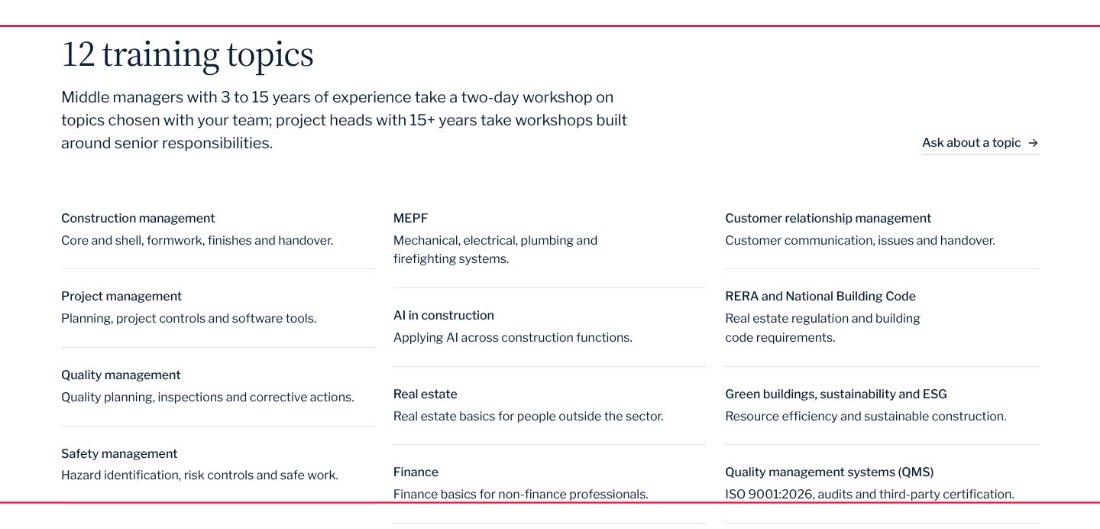 12 training topics
Middle managers with 3 to 15 years of experience take a two-day workshop on
topics chosen with your team; project heads with 15+ years take workshops built
around senior responsibilities.
Ask about a topic →
Construction management
Core and shell, formwork, finishes and handover.
Project management
Planning, project controls and software tools.
Quality management
Quality planning, inspections and corrective actions.
Safety management
Hazard identification, risk controls and safe work.
MEPF
Mechanical, electrical, plumbing and
firefighting systems.
AI in construction
Applying AI across construction functions.
Real estate
Real estate basics for people outside the sector.
Finance
Finance basics for non-finance professionals.
Customer relationship management
Customer communication, issues and handover.
RERA and National Building Code
Real estate regulation and building
code requirements.
Green buildings, sustainability and ESG
Resource efficiency and sustainable construction.
Quality management systems (QMS)
ISO 9001:2026, audits and third-party certification.